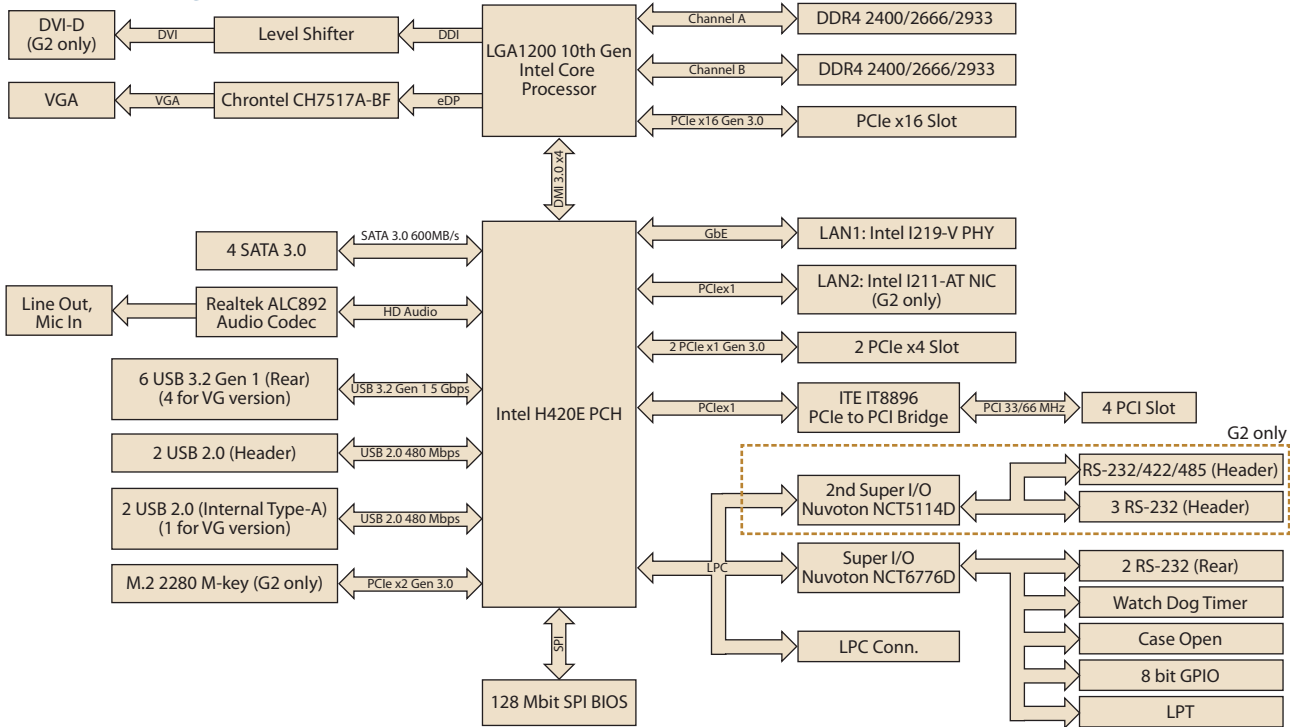 DVI-D
(G2 only)
DVI
Level Shifter
DDI
VGA
VGA
Chrontel CH7517A-BF
eDP
LGA1200 10th Gen
Intel Core
Processor
Channel A
DDR4 2400/2666/2933
Channel B
DDR4 2400/2666/2933
PCIe x16 Gen 3.0
PCIe x16 Slot
DMI 3.0 x4
4 SATA 3.0
SATA 3.0 600MB/s
Line Out,
Mic In
Realtek ALC892
Audio Codec
HD Audio
6 USB 3.2 Gen 1 (Rear)
(4 for VG version)
USB 3.2 Gen 1 5 Gbps
2 USB 2.0 (Header)
USB 2.0 480 Mbps
2 USB 2.0 (Internal Type-A)
(1 for VG version)
USB 2.0 480 Mbps
M.2 2280 M-key (G2 only)
PCIe x2 Gen 3.0
Intel H420E PCH
SPI
128 Mbit SPI BIOS
GbE
LAN1: Intel I219-V PHY
PCIex1
LAN2: Intel I211-AT NIC
(G2 only)
2 PCIe x1 Gen 3.0
2 PCIe x4 Slot
PCIex1
ITE IT8896
PCIe to PCI Bridge
PCI 33/66 MHz
4 PCI Slot
G2 only
2nd Super I/O
Nuvoton NCT5114D
RS-232/422/485 (Header)
3 RS-232 (Header)
LPC
Super I/O
Nuvoton NCT6776D
2 RS-232 (Rear)
Watch Dog Timer
Case Open
8 bit GPIO
LPT
LPC Conn.